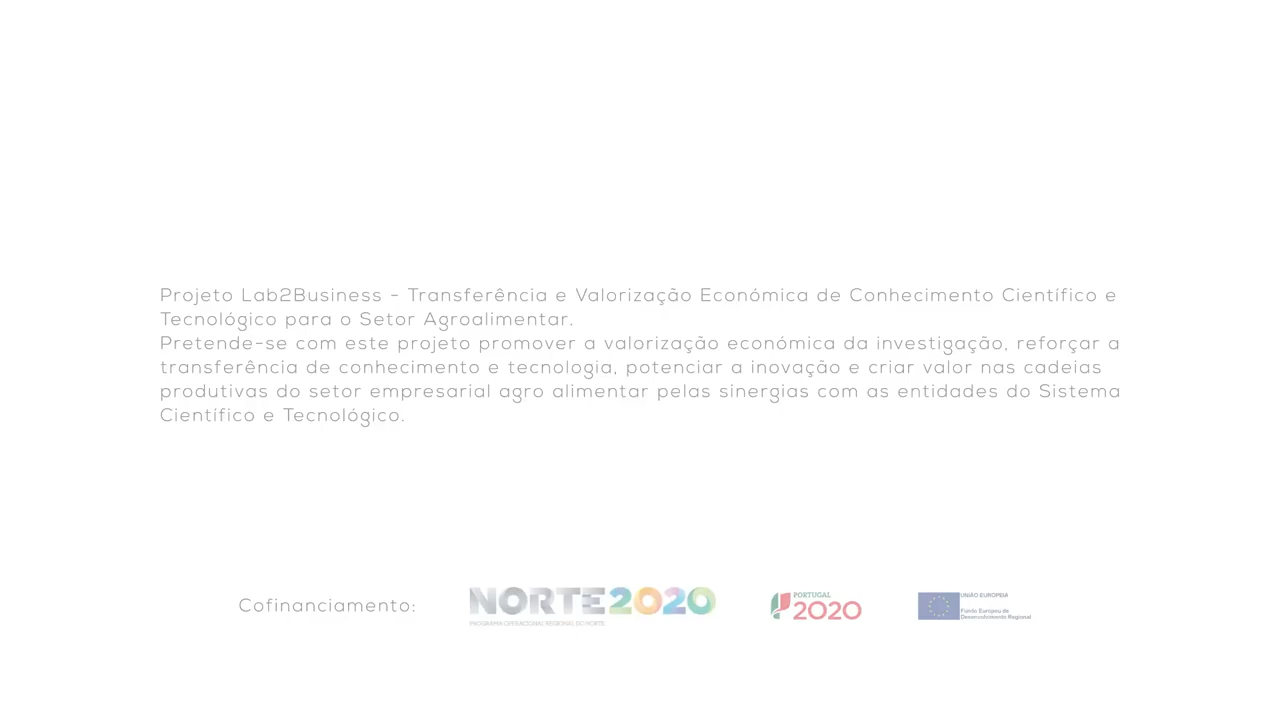 Projeto Lab2Business - Transferência e Valorização Económica de Conhecimento Científico e
Tecnológico para o Setor Agroalimentar.
Pretende-se com este projeto promover a valorização económica da investigação, reforçar a
transferência de conhecimento e tecnologia, potenciar a inovação e criar valor nas cadeias
produtivas do setor empresarial agro alimentar pelas sinergias com as entidades do Sistema
Científico e Tecnológico.
Cofinanciamento:
NORTE2020
PROGRAMA OPERACIONAL REGIONAL DO NORTE
PORTUGAL
2020
UNIÃO EUROPEIA
Fundo Europeu de
Desenvolvimento Regional